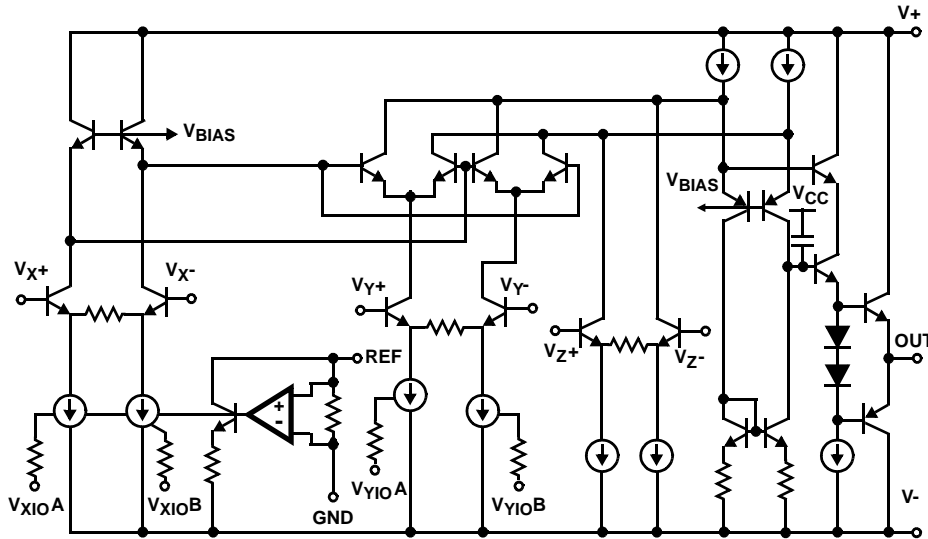 V+
VBIAS
VBIAS
VCC
VX+
VX-
VY+
VY-
VZ+
VZ-
OUT
REF
+
-
VXIOA
VXIOB
GND
VYIOA
VYIOB
V-